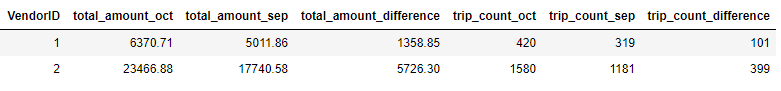 VendorID total_amount_oct total_amount_sep total_amount_difference trip_count_oct trip_count_sep trip_count_difference
1 6370.71 5011.86 1358.85 420 319 101
2 23466.88 17740.58 5726.30 1580 1181 399